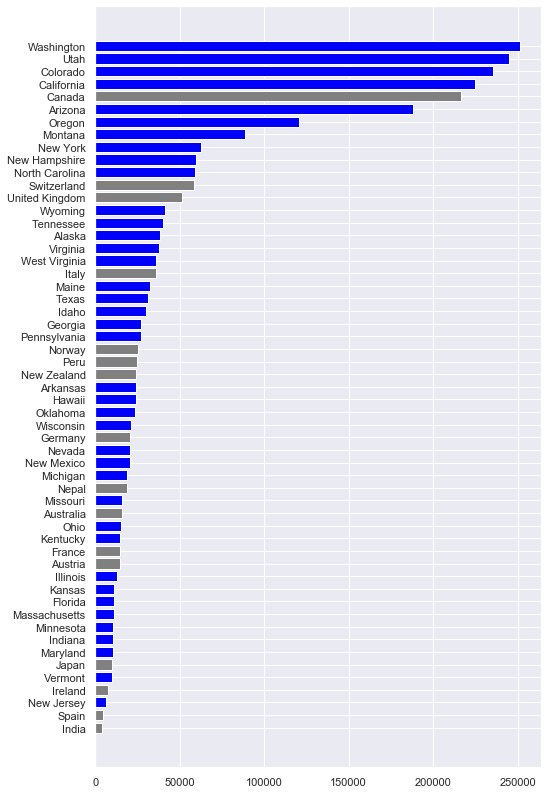 Washington
Utah
Colorado
California
Canada
Arizona
Oregon
Montana
New York
New Hampshire
North Carolina
Switzerland
United Kingdom
Wyoming
Tennessee
Alaska
Virginia
West Virginia
Italy
Maine
Texas
Idaho
Georgia
Pennsylvania
Norway
Peru
New Zealand
Arkansas
Hawaii
Oklahoma
Wisconsin
Germany
Nevada
New Mexico
Michigan
Nepal
Missouri
Australia
Ohio
Kentucky
France
Austria
Illinois
Kansas
Florida
Massachusetts
Minnesota
Indiana
Maryland
Japan
Vermont
Ireland
New Jersey
Spain
India
0 50000 100000 150000 200000 250000